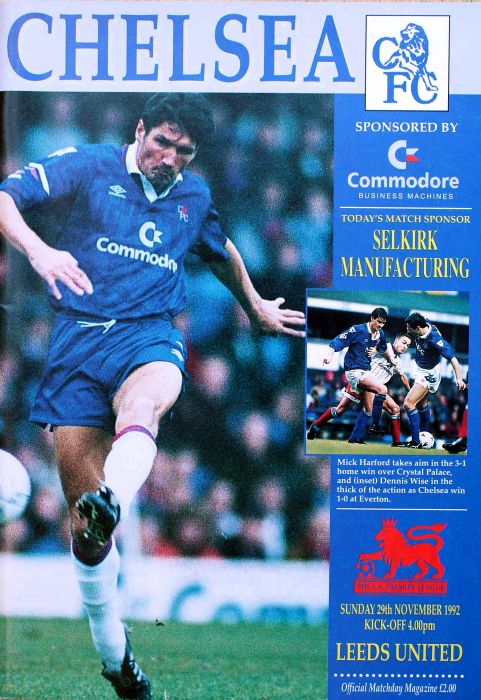 CHELSEA
CFC
SPONSORED BY
Commodore
BUSINESS MACHINES
TODAY'S MATCH SPONSOR
SELKIRK
MANUFACTURING
Commodore
Mick Harford takes aim in the 3-1
home win over Crystal Palace,
and (inset) Dennis Wise in the
thick of the action as Chelsea win
1-0 at Everton.
THE F.A. PREMIER LEAGUE
SUNDAY 29th NOVEMBER 1992
KICK-OFF 4.00pm
LEEDS UNITED
Official Matchday Magazine £2.00